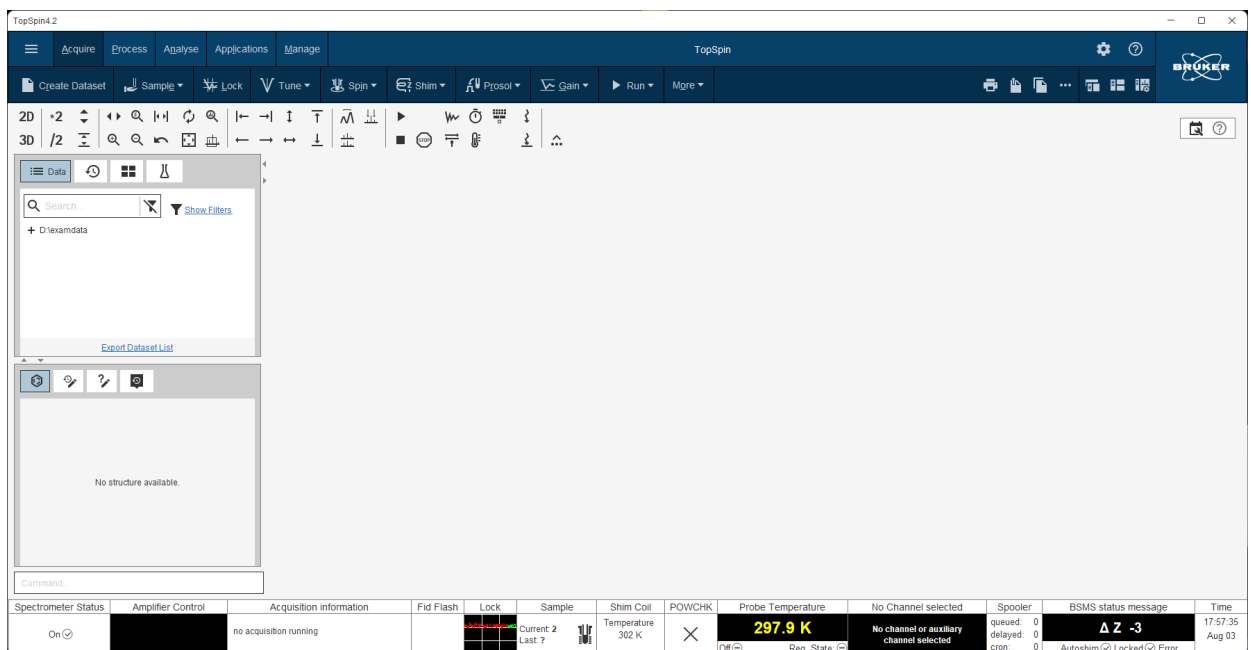 TopSpin4.2
Acquire Process Analyse Applications Manage
TopSpin
BRUKER
Create Dataset Sample Lock Tune Spin Shim Prosol Gain Run More
2D *2
3D /2
STOP
Data
Search...
Show Filters
+ D:\examdata
Export Dataset List
No structure available.
Command...
Spectrometer Status Amplifier Control Acquisition information Fid Flash Lock Sample Shim Coil POWCHK Probe Temperature No Channel selected Spooler BSMS status message Time
On
no acquisition running
Current: 2
Last: ?
Temperature
302 K
297.9 K
Off Reg. State:
No channel or auxiliary
channel selected
queued: 0
delayed: 0
cron: 0
Δ Z -3
Autoshim Locked Error
17:57:35
Aug 03